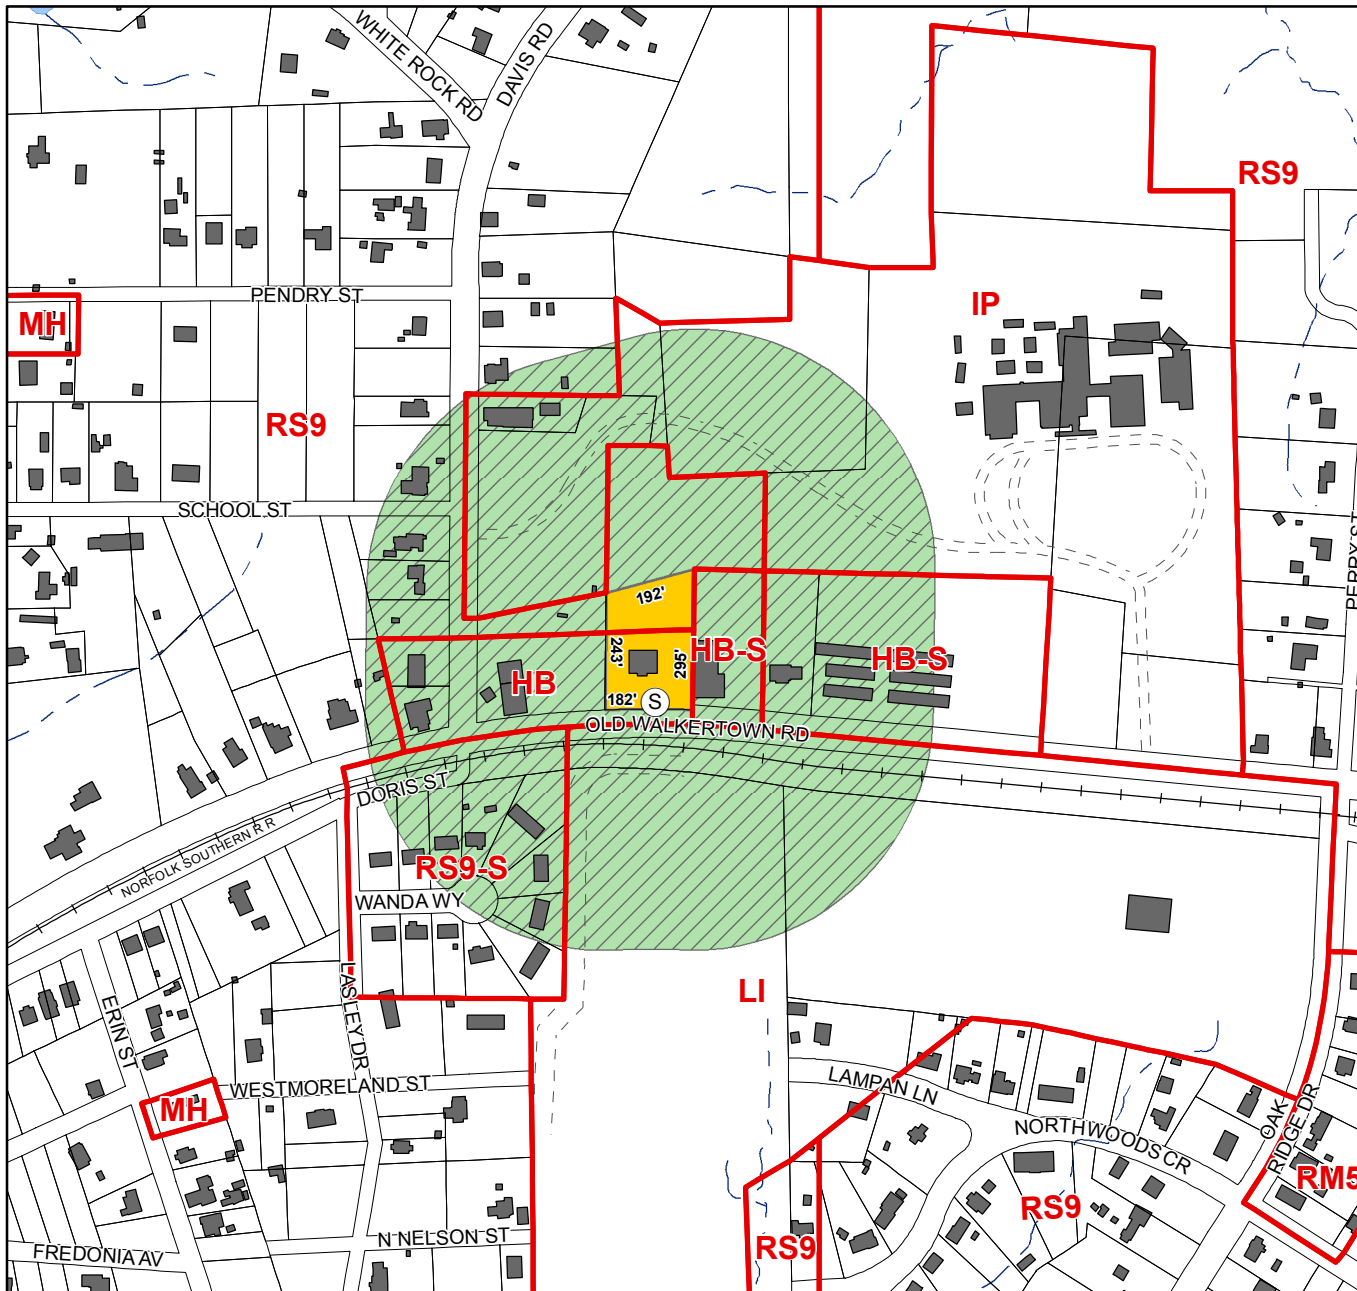 WHITE ROCK RD
DAVIS RD
RS9
PENDRY ST
IP
MH
RS9
SCHOOL ST
PERRY ST
192'
243'
295'
HB-S
HB-S
HB
182'
S
OLD WALKERTOWN RD
DORIS ST
NORFOLK SOUTHERN R R
RS9-S
WANDA WY
LI
ERIN ST
LASLEY DR
WESTMORELAND ST
MH
LAMPAN LN
NORTHWOODS CR
OAK
RIDGE DR
RM5
RS9
N NELSON ST
RS9
FREDONIA AV